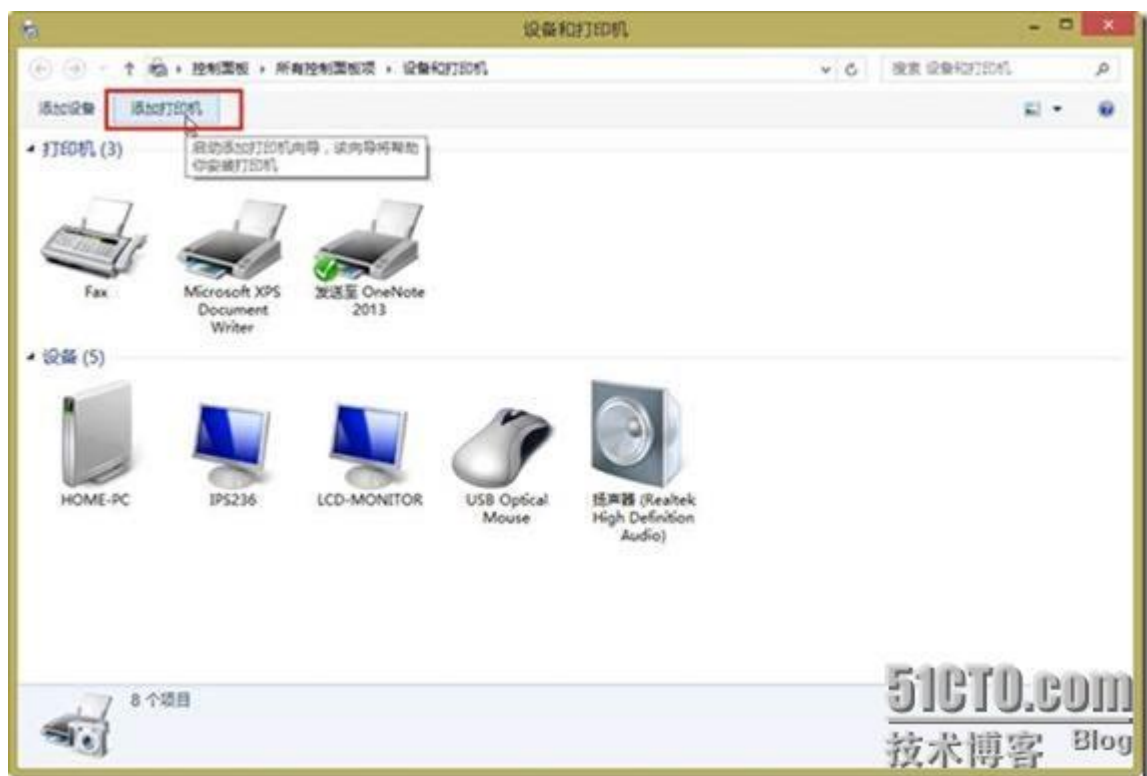 设备和打印机
控制面板 ▸ 所有控制面板项 ▸ 设备和打印机
搜索 设备和打印机
添加设备
添加打印机
启动添加打印机向导，该向导将帮助
你安装打印机
打印机 (3)
Fax
Microsoft XPS
Document
Writer
发送至 OneNote
2013
设备 (5)
HOME-PC
IPS236
LCD-MONITOR
USB Optical
Mouse
扬声器 (Realtek
High Definition
Audio)
8 个项目
51CTO.com
技术博客 Blog